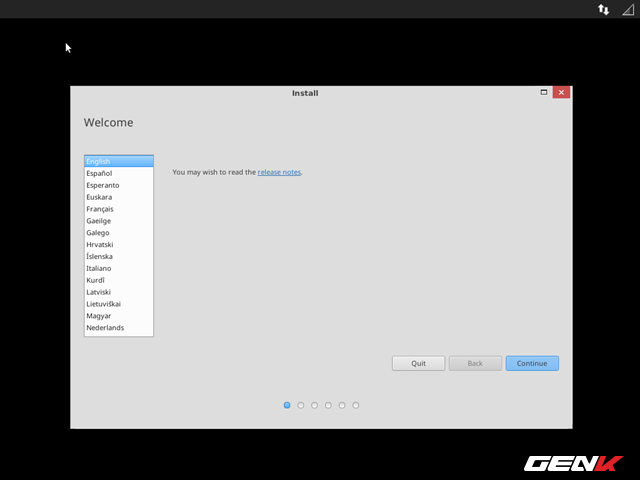 Install
Welcome
English
Español
Esperanto
Euskara
Français
Gaeilge
Galego
Hrvatski
Íslenska
Italiano
Kurdî
Latviski
Lietuviškai
Magyar
Nederlands
You may wish to read the release notes.
Quit
Back
Continue
GENK